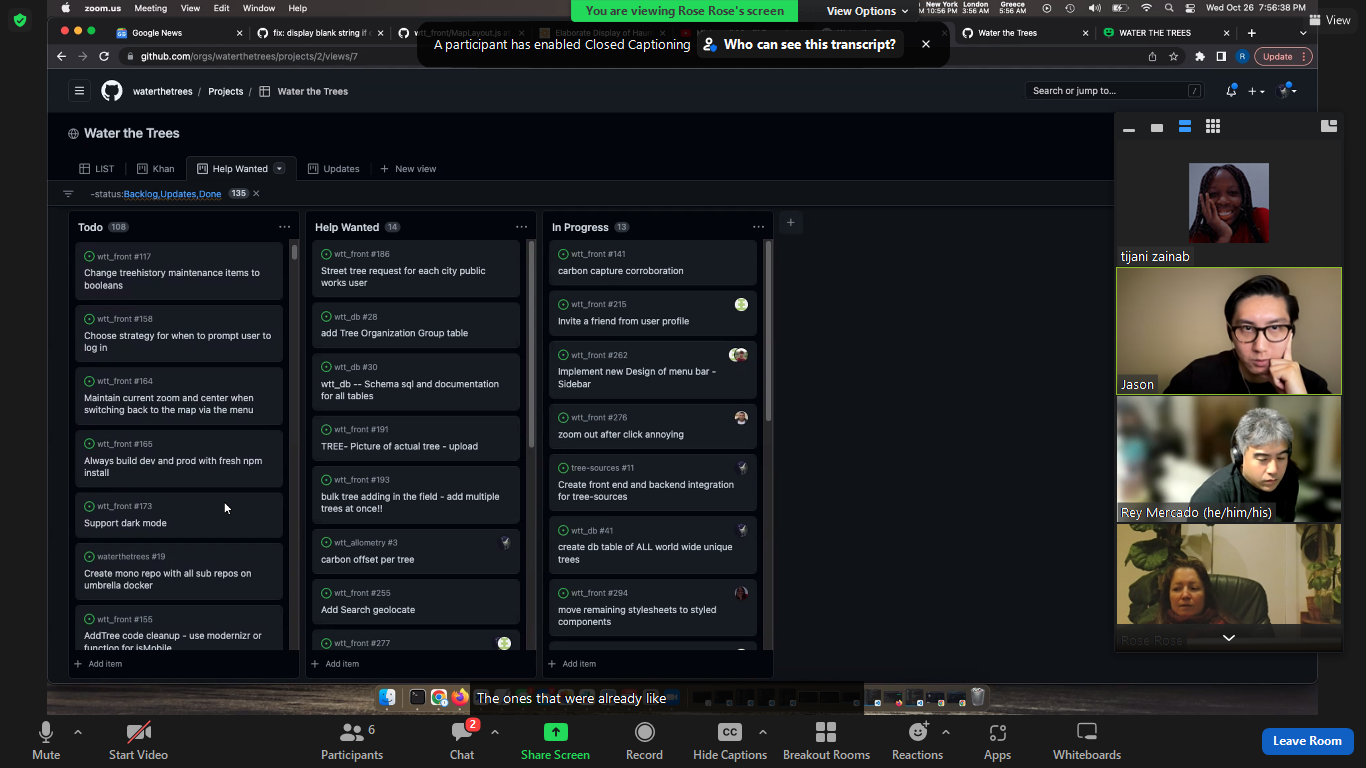 zoom.us Meeting View Edit Window Help
You are viewing Rose Rose's screen
View Options
New York London Greece
10:56 PM 3:56 AM 5:56 AM
Wed Oct 26 7:56:38 PM
View
Google News
fix: display blank string if
wtt_front/MapLayout.js a
Elaborate Display of Hau
Water the Trees
WATER THE TREES
A participant has enabled Closed Captioning
Who can see this transcript?
github.com/orgs/waterthetrees/projects/2/views/7
R
Update
waterthetrees / Projects / Water the Trees
Search or jump to...
/
Water the Trees
LIST
Khan
Help Wanted
Updates
New view
-status:Backlog,Updates,Done 135
Todo 108
wtt_front #117
Change treehistory maintenance items to
booleans
wtt_front #158
Choose strategy for when to prompt user to
log in
wtt_front #164
Maintain current zoom and center when
switching back to the map via the menu
wtt_front #165
Always build dev and prod with fresh npm
install
wtt_front #173
Support dark mode
waterthetrees #19
Create mono repo with all sub repos on
umbrella docker
wtt_front #155
AddTree code cleanup - use modernizr or
function for isMobile
+ Add item
Help Wanted 14
wtt_front #186
Street tree request for each city public
works user
wtt_db #28
add Tree Organization Group table
wtt_db #30
wtt_db -- Schema sql and documentation
for all tables
wtt_front #191
TREE- Picture of actual tree - upload
wtt_front #193
bulk tree adding in the field - add multiple
trees at once!!
wtt_allometry #3
carbon offset per tree
wtt_front #255
Add Search geolocate
wtt_front #277
+ Add item
In Progress 13
wtt_front #141
carbon capture corroboration
wtt_front #215
Invite a friend from user profile
wtt_front #262
Implement new Design of menu bar -
Sidebar
wtt_front #276
zoom out after click annoying
tree-sources #11
Create front end and backend integration
for tree-sources
wtt_db #41
create db table of ALL world wide unique
trees
wtt_front #294
move remaining stylesheets to styled
components
+ Add item
tijani zainab
Jason
Rey Mercado (he/him/his)
Rose Rose
The ones that were already like
Mute
Start Video
Participants
6
Chat
2
Share Screen
Record
CC
Hide Captions
Breakout Rooms
Reactions
Apps
Whiteboards
Leave Room